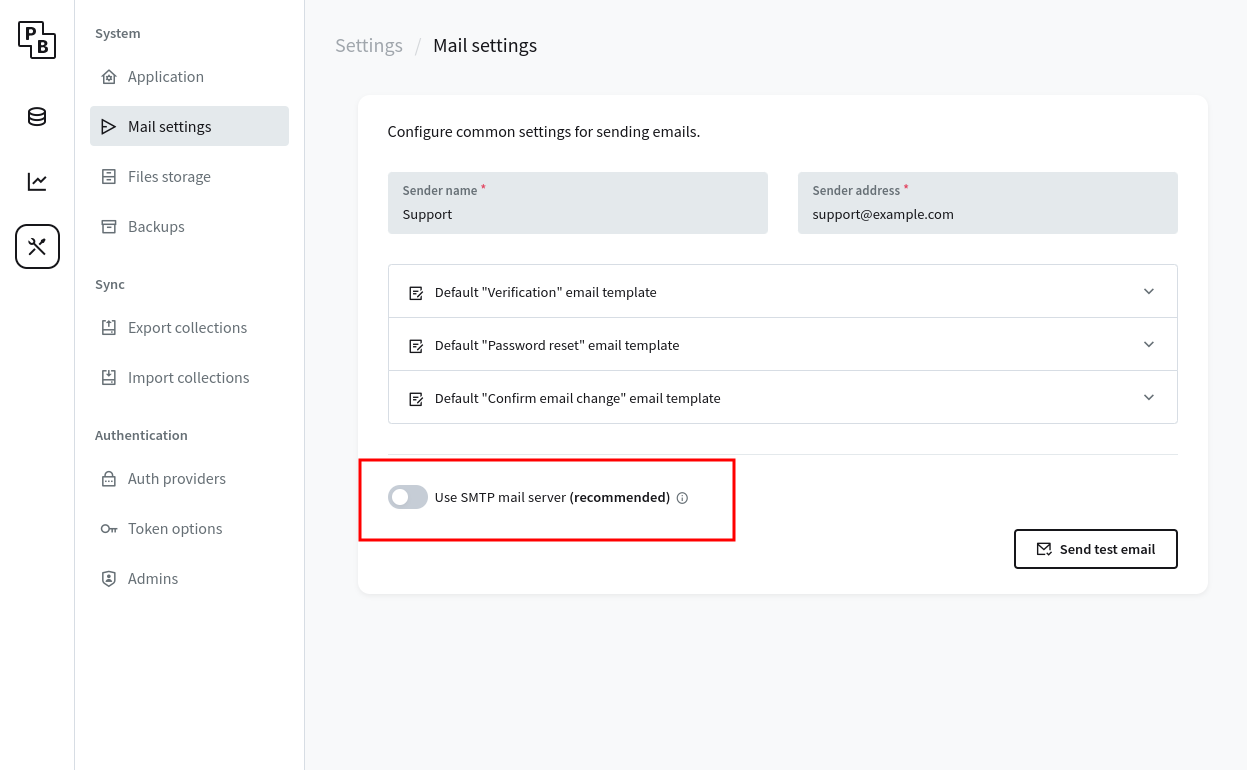 P
B
System
Application
Mail settings
Files storage
Backups
Sync
Export collections
Import collections
Authentication
Auth providers
Token options
Admins
Settings / Mail settings
Configure common settings for sending emails.
Sender name *
Support
Sender address *
support@example.com
Default "Verification" email template
Default "Password reset" email template
Default "Confirm email change" email template
Use SMTP mail server (recommended)
Send test email